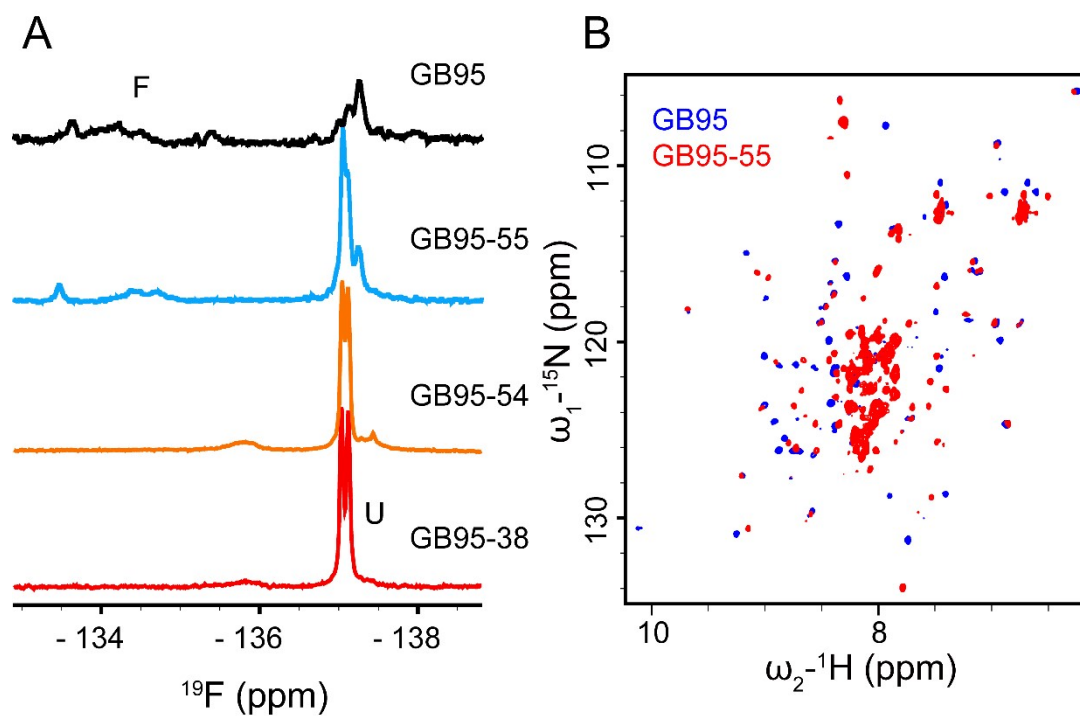 A
F
GB95
GB95-55
GB95-54
U
GB95-38
- 134
- 136
- 138
¹⁹F (ppm)
B
GB95
GB95-55
110
120
130
ω₁-¹⁵N (ppm)
10
8
ω₂-¹H (ppm)